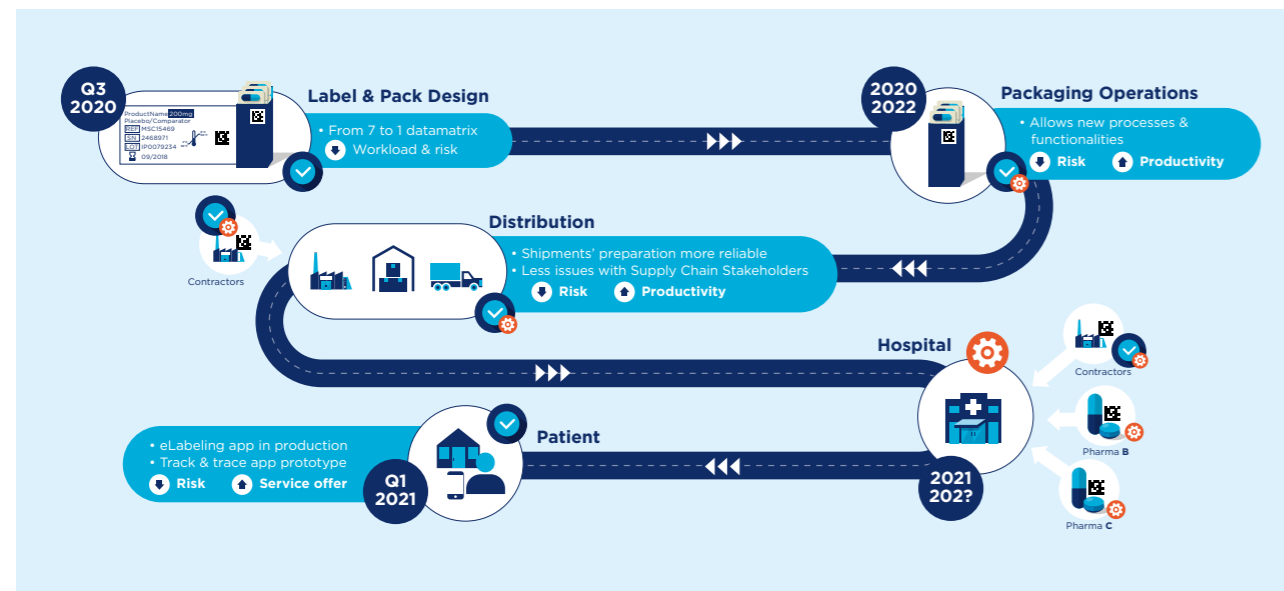 Q3
2020
Label & Pack Design
ProductName 200mg
Placebo/Comparator
REF MSC15469
SN 2468971
LOT IP0079234
09/2018
• From 7 to 1 datamatrix
Workload & risk
2020
2022
Packaging Operations
• Allows new processes &
functionalities
Risk Productivity
Contractors
Distribution
• Shipments' preparation more reliable
• Less issues with Supply Chain Stakeholders
Risk Productivity
Hospital
2021
202?
Contractors
Pharma B
Pharma C
Patient
Q1
2021
• eLabeling app in production
• Track & trace app prototype
Risk Service offer